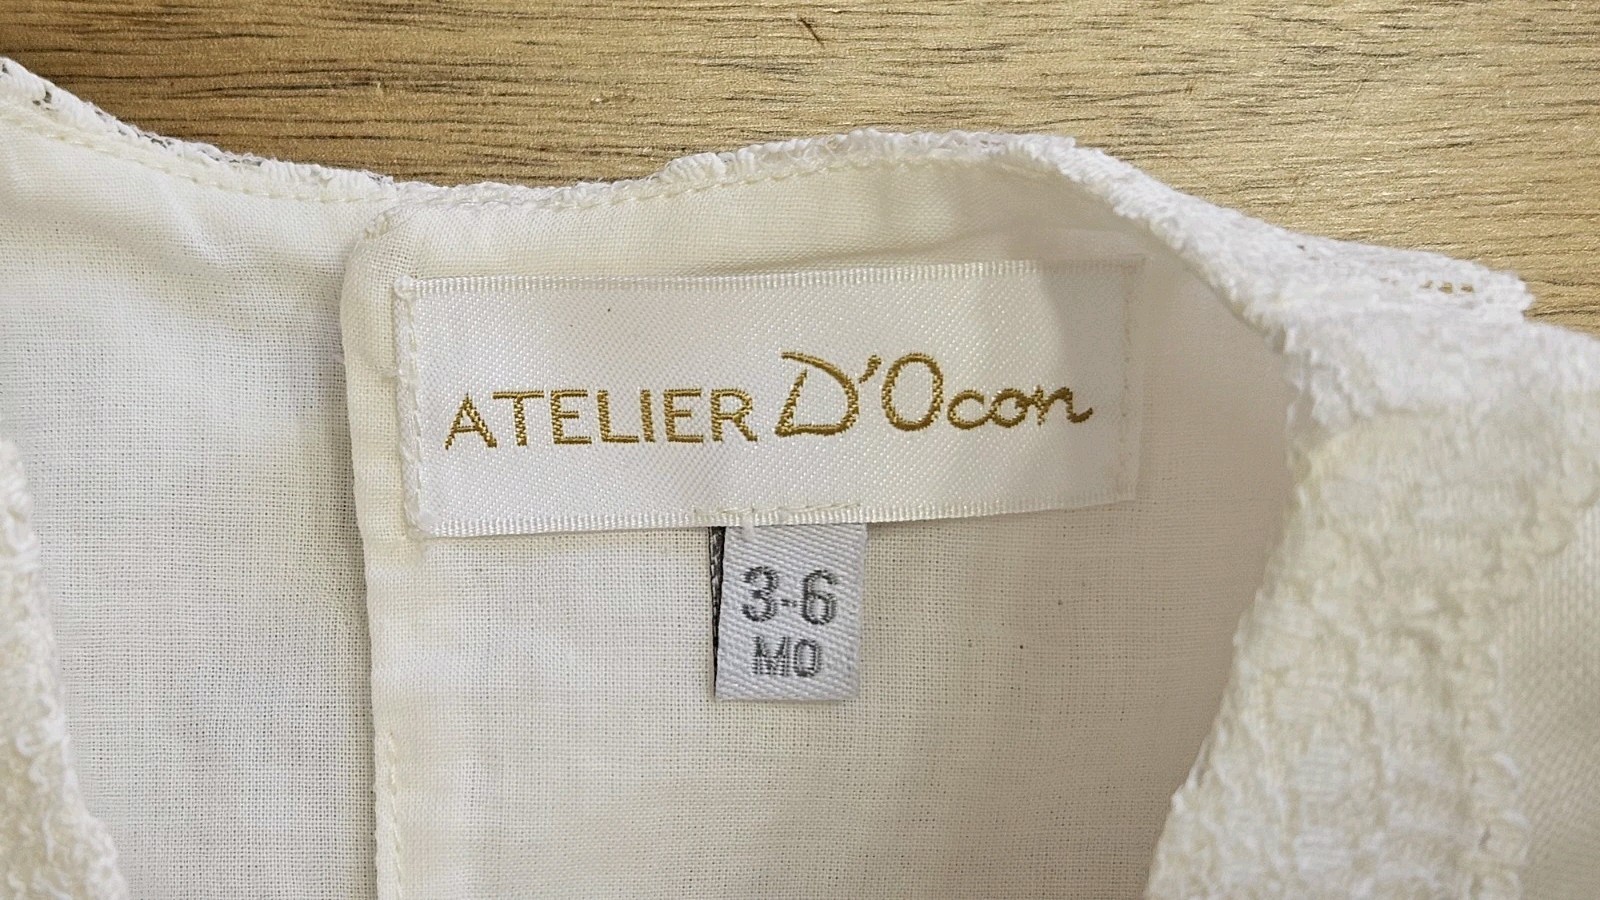 ATELIER D'Ocon
3-6
MO